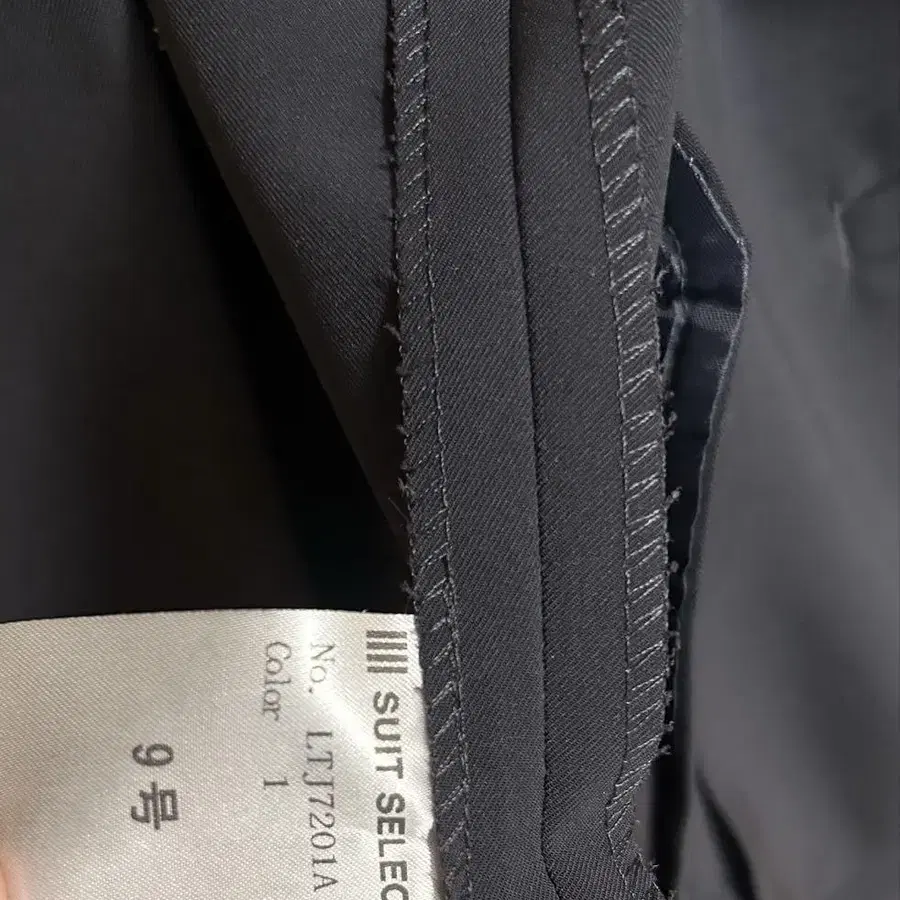 SUIT SELEC
No. LTJ7201A
Color 1
9号